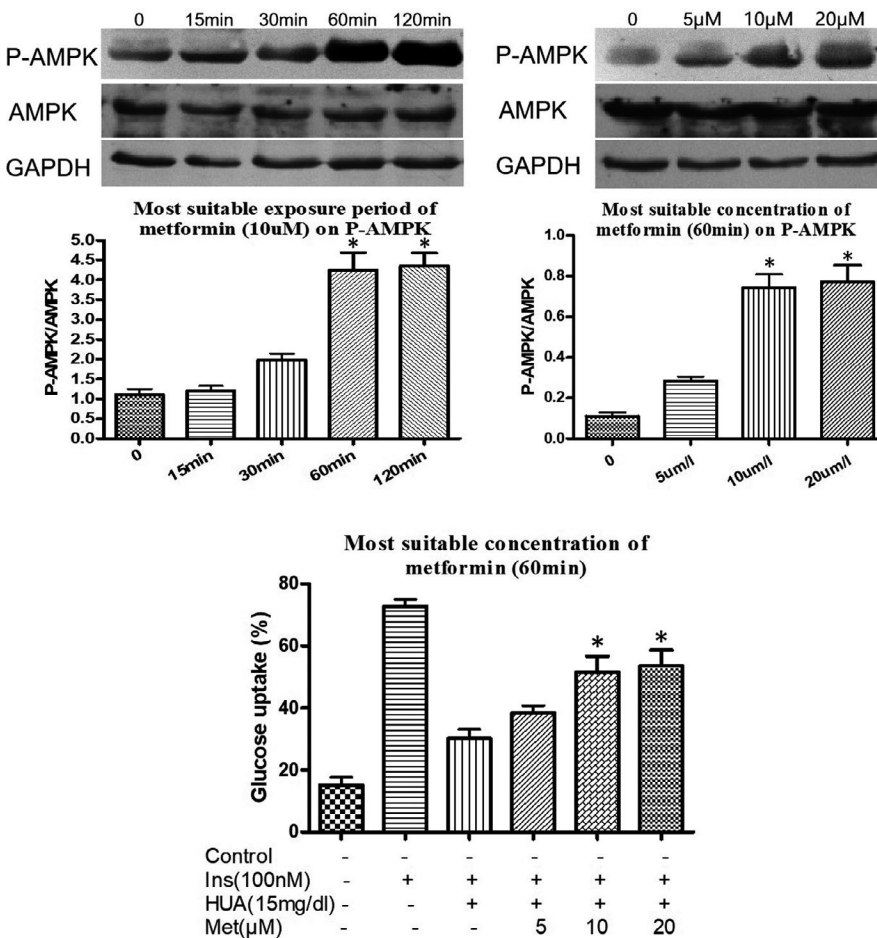 0 15min 30min 60min 120min
P-AMPK
AMPK
GAPDH
Most suitable exposure period of
metformin (10uM) on P-AMPK
P-AMPK/AMPK
5.0
4.5
4.0
3.5
3.0
2.5
2.0
1.5
1.0
0.5
0.0
* *
0 15min 30min 60min 120min
0 5µM 10µM 20µM
P-AMPK
AMPK
GAPDH
Most suitable concentration of
metformin (60min) on P-AMPK
P-AMPK/AMPK
1.0
0.8
0.6
0.4
0.2
0.0
* *
0 5um/l 10um/l 20um/l
Most suitable concentration of
metformin (60min)
Glucose uptake (%)
80
60
40
20
0
* *
Control - - - - - -
Ins(100nM) - + + + + +
HUA(15mg/dl) - - + + + +
Met(µM) - - - 5 10 20